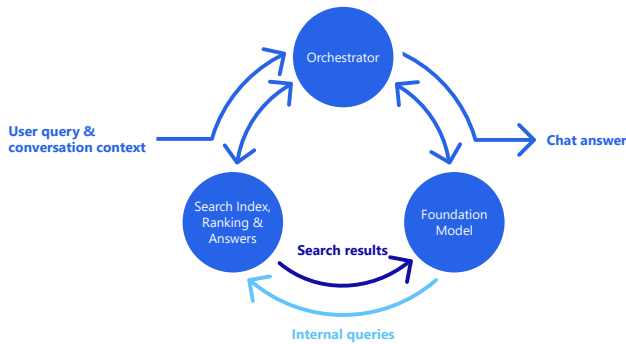 Orchestrator
User query &
conversation context
Chat answer
Search Index,
Ranking &
Answers
Foundation
Model
Search results
Internal queries